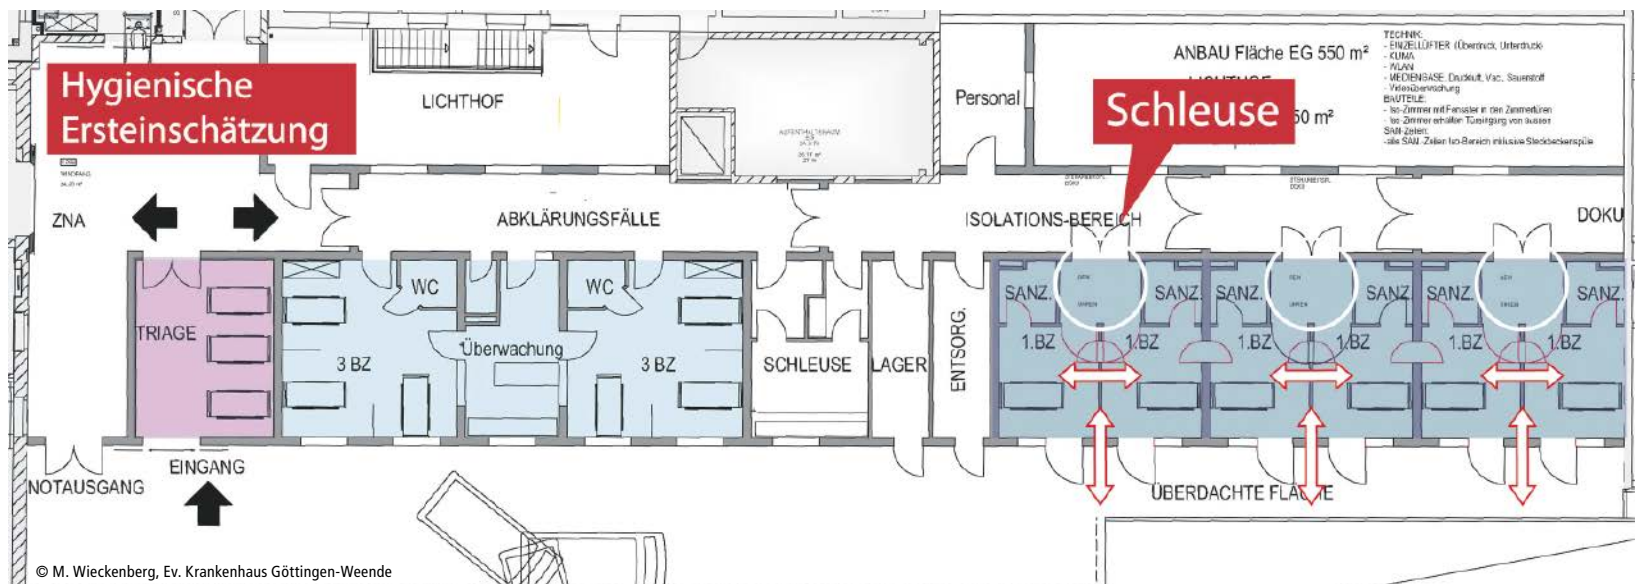 Hygienische
Ersteinschätzung
LICHTHOF
Personal
ANBAU Fläche EG 550 m²
Schleuse
50 m²
TECHNIK:
- EINZELLÜFTER (Überdruck, Unterdruck)
- KLIMA
- WLAN
- MEDIENGASE, Druckluft, Vac., Sauerstoff
- Videoüberwachung
BAUTEILE:
- Iso-Zimmer mit Fenster in den Zimmertüren
- Iso-Zimmer erhalten Türeingang von aussen
SAN-Zellen:
-alle SAN.-Zellen Iso-Bereich inklusive Steckbeckenspüle
ZNA
ABKLÄRUNGSFÄLLE
ISOLATIONS-BEREICH
DOKU
TRIAGE
WC
3 BZ
Überwachung
WC
3 BZ
SCHLEUSE
LAGER
ENTSORG.
SANZ.
SANZ.
SANZ.
SANZ.
SANZ.
SANZ.
1.BZ
1.BZ
1.BZ
1.BZ
1.BZ
1.BZ
EINGANG
NOTAUSGANG
ÜBERDACHTE FLÄCHE
© M. Wieckenberg, Ev. Krankenhaus Göttingen-Weende